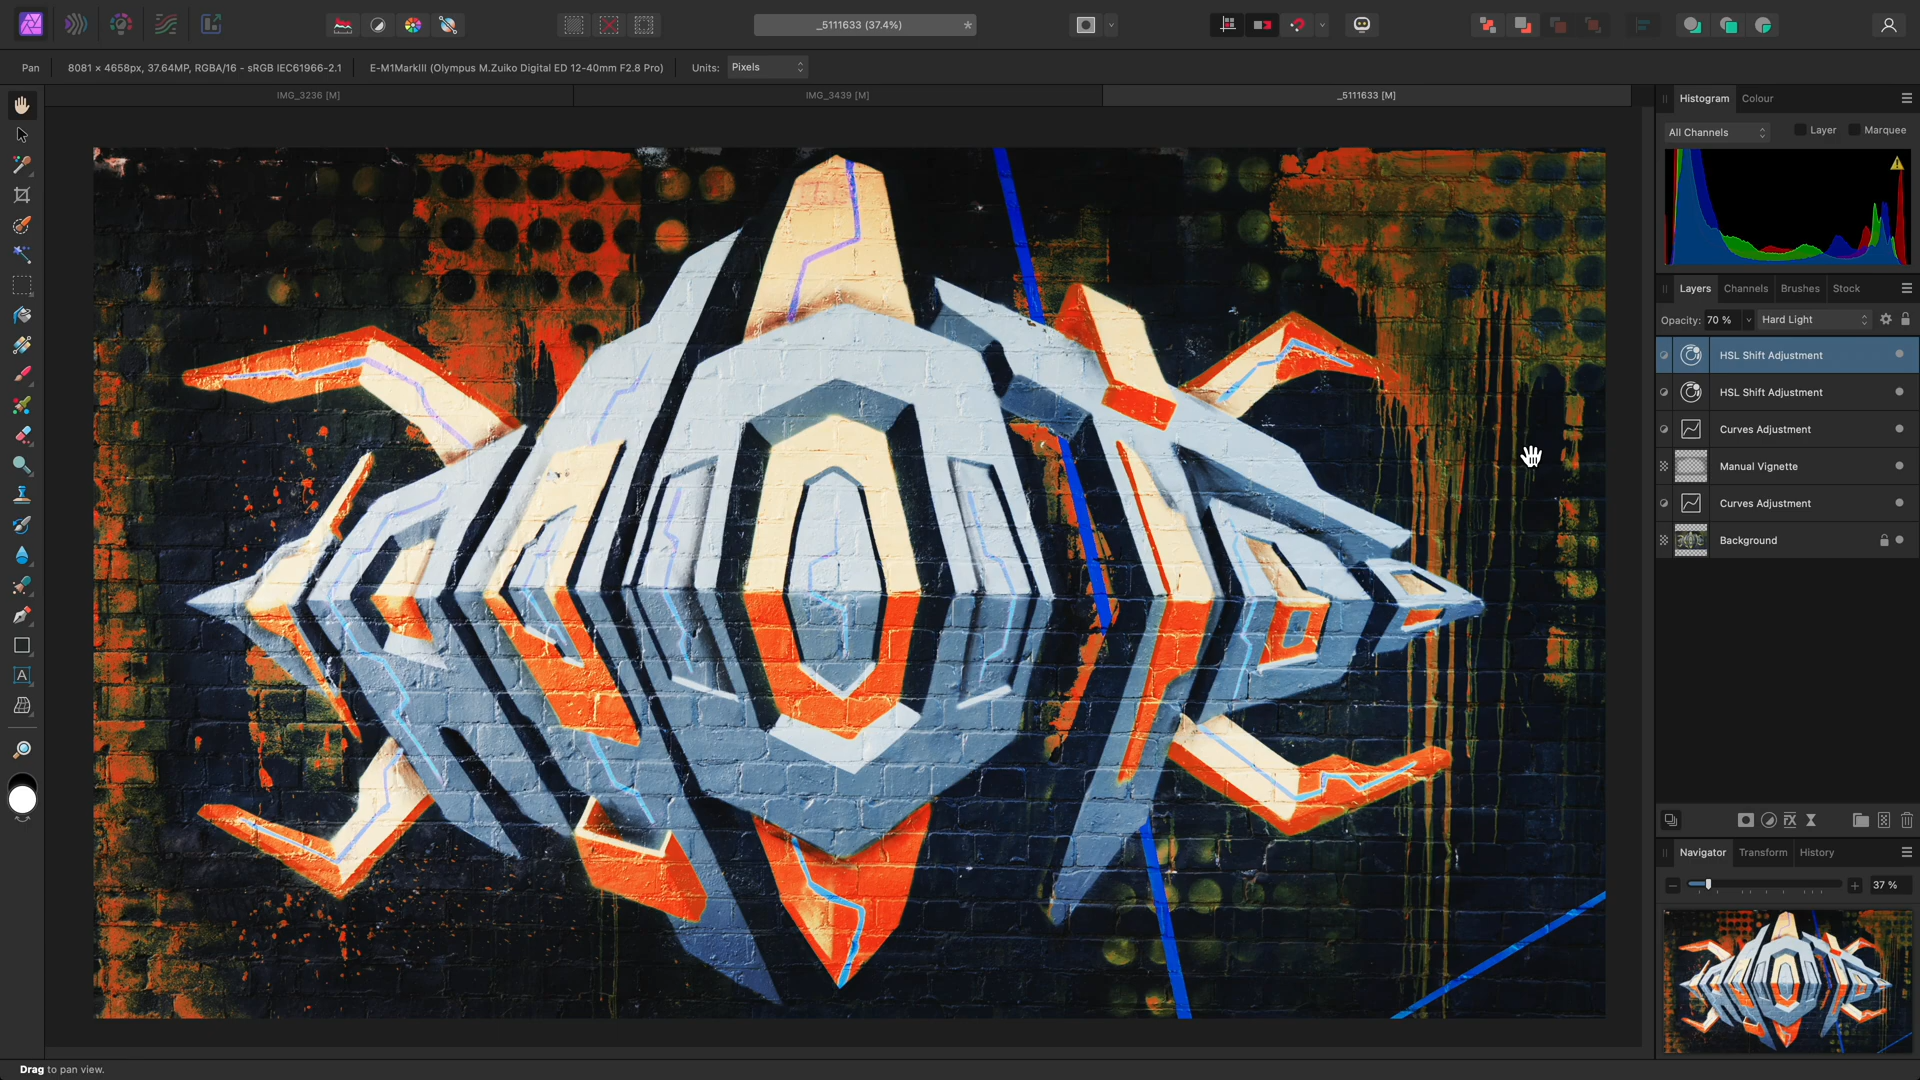 _5111633 (37.4%)
*
Pan
8081 × 4658px, 37.64MP, RGBA/16 - sRGB IEC61966-2.1
E-M1MarkIII (Olympus M.Zuiko Digital ED 12-40mm F2.8 Pro)
Units: Pixels
IMG_3236 [M]
IMG_3439 [M]
_5111633 [M]
Histogram
Colour
All Channels
Layer
Marquee
Layers
Channels
Brushes
Stock
Opacity: 70 %
Hard Light
HSL Shift Adjustment
HSL Shift Adjustment
Curves Adjustment
Manual Vignette
Curves Adjustment
Background
FX
Navigator
Transform
History
37 %
A
Drag to pan view.